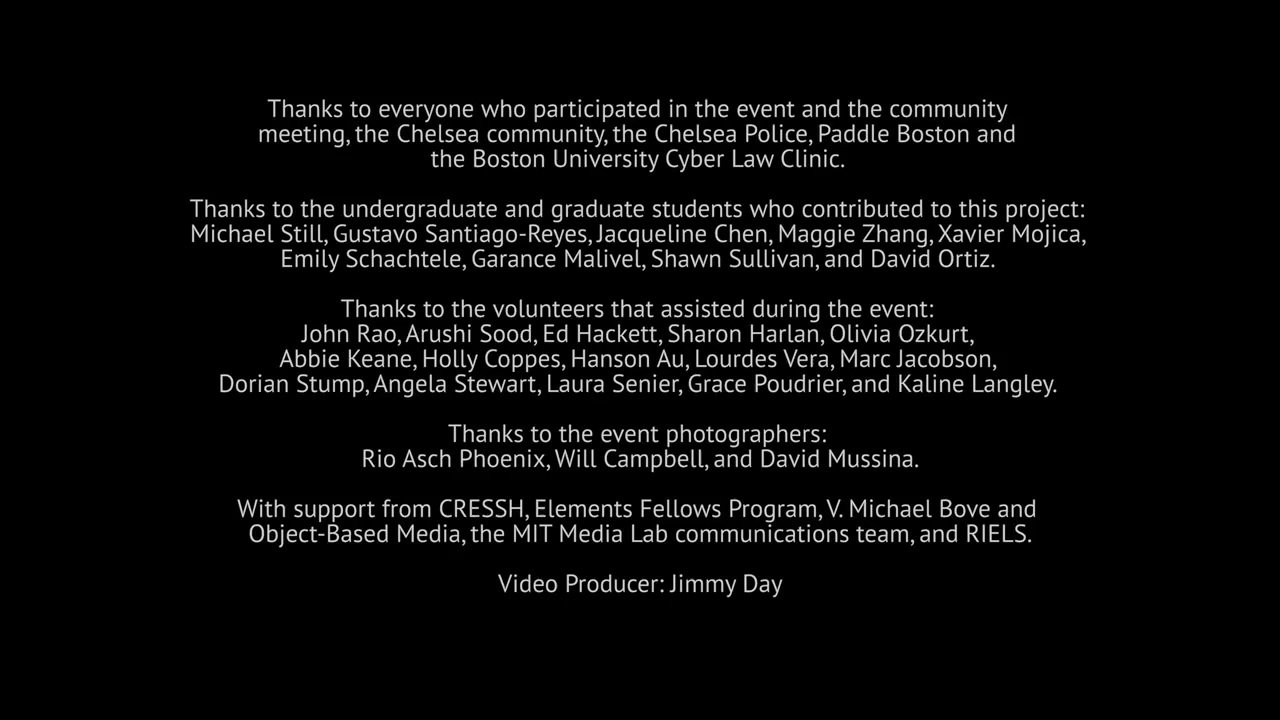 Thanks to everyone who participated in the event and the community
meeting, the Chelsea community, the Chelsea Police, Paddle Boston and
the Boston University Cyber Law Clinic.
Thanks to the undergraduate and graduate students who contributed to this project:
Michael Still, Gustavo Santiago-Reyes, Jacqueline Chen, Maggie Zhang, Xavier Mojica,
Emily Schachtele, Garance Malivel, Shawn Sullivan, and David Ortiz.
Thanks to the volunteers that assisted during the event:
John Rao, Arushi Sood, Ed Hackett, Sharon Harlan, Olivia Ozkurt,
Abbie Keane, Holly Coppes, Hanson Au, Lourdes Vera, Marc Jacobson,
Dorian Stump, Angela Stewart, Laura Senier, Grace Poudrier, and Kaline Langley.
Thanks to the event photographers:
Rio Asch Phoenix, Will Campbell, and David Mussina.
With support from CRESSH, Elements Fellows Program, V. Michael Bove and
Object-Based Media, the MIT Media Lab communications team, and RIELS.
Video Producer: Jimmy Day